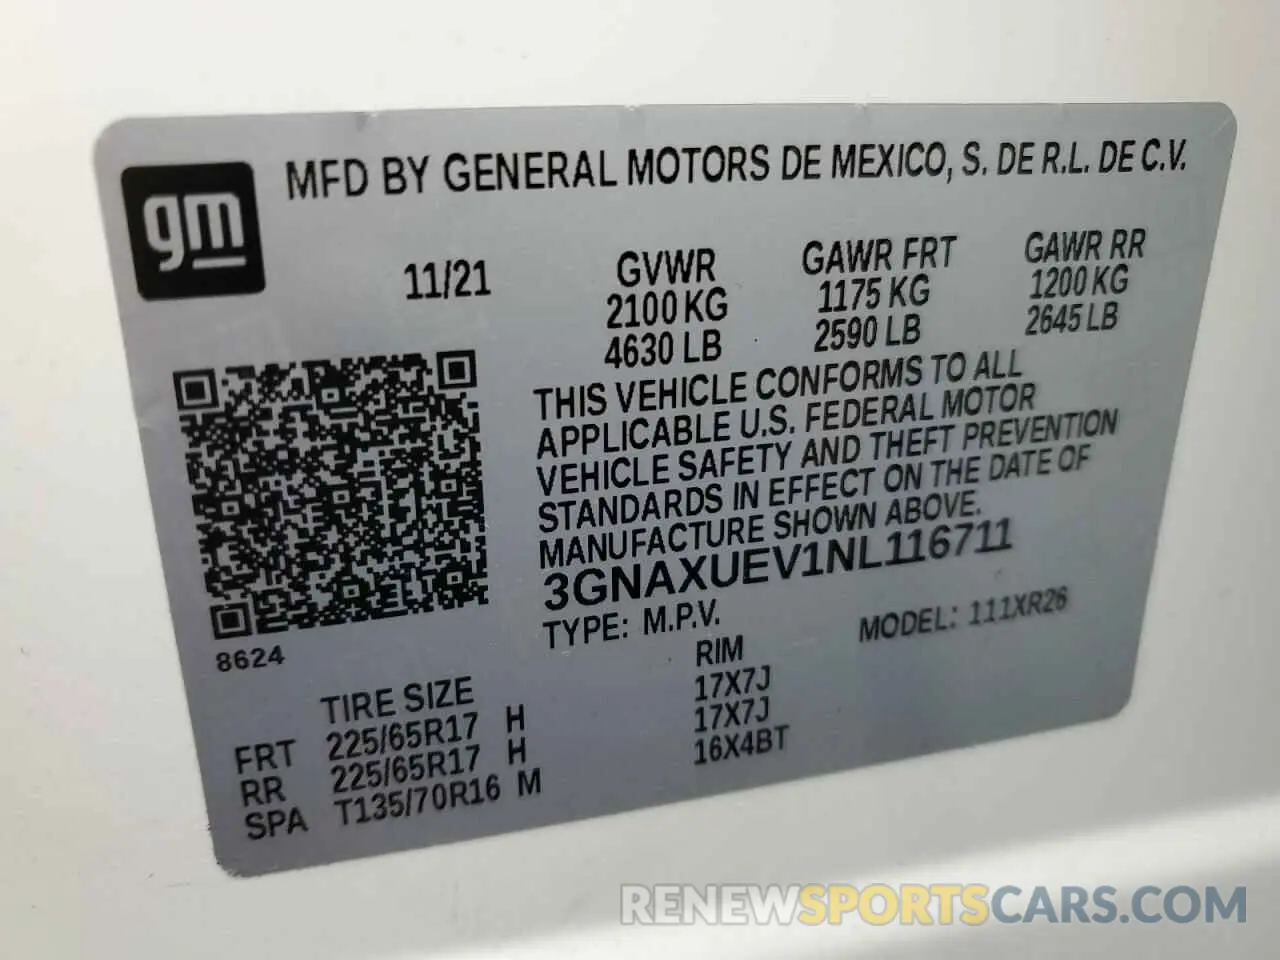 gm
MFD BY GENERAL MOTORS DE MEXICO, S. DE R.L. DE C.V.
11/21
GVWR
2100 KG
4630 LB
GAWR FRT
1175 KG
2590 LB
GAWR RR
1200 KG
2645 LB
THIS VEHICLE CONFORMS TO ALL
APPLICABLE U.S. FEDERAL MOTOR
VEHICLE SAFETY AND THEFT PREVENTION
STANDARDS IN EFFECT ON THE DATE OF
MANUFACTURE SHOWN ABOVE.
3GNAXUEV1NL116711
TYPE: M.P.V. MODEL: 111XR26
8624
TIRE SIZE RIM
FRT 225/65R17 H 17X7J
RR 225/65R17 H 17X7J
SPA T135/70R16 M 16X4BT
RENEWSPORTSCARS.COM